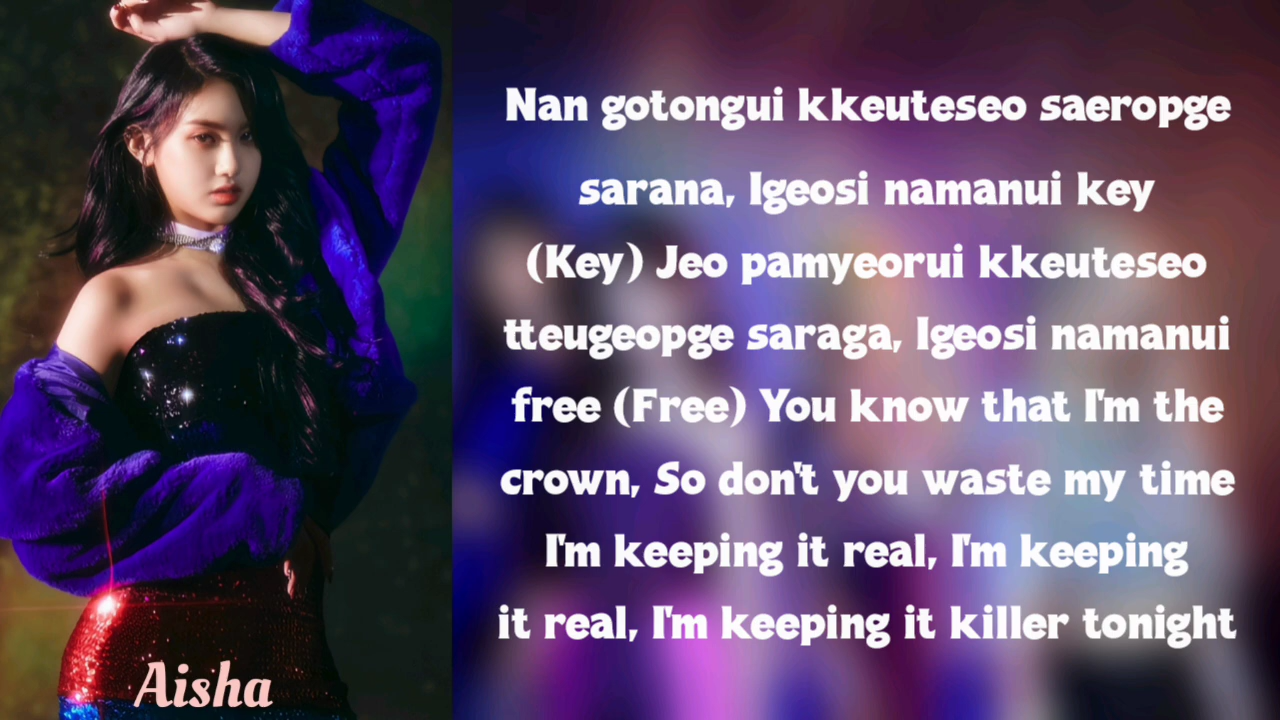 Nan gotongui kkeuteseo saeropge
sarana, Igeosi namanui key
(Key) Jeo pamyeorui kkeuteseo
tteugeopge saraga, Igeosi namanui
free (Free) You know that I'm the
crown, So don't you waste my time
I'm keeping it real, I'm keeping
it real, I'm keeping it killer tonight
Aisha